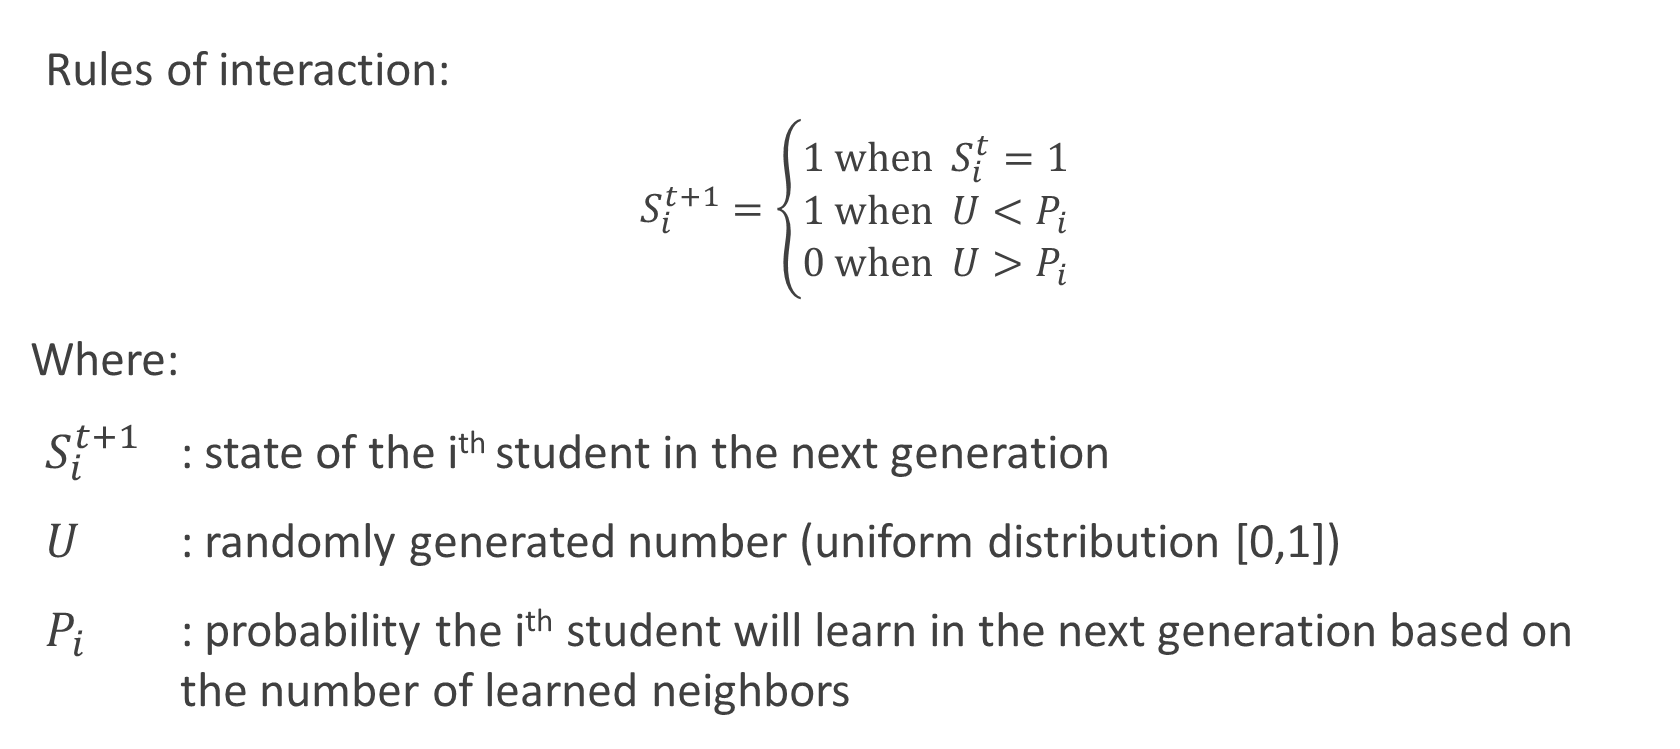 Rules of interaction:
1 when S_i^t = 1
S_i^{t+1} = { 1 when U < P_i
0 when U > P_i
Where:
S_i^{t+1} : state of the i^th student in the next generation
U : randomly generated number (uniform distribution [0,1])
P_i : probability the i^th student will learn in the next generation based on
the number of learned neighbors